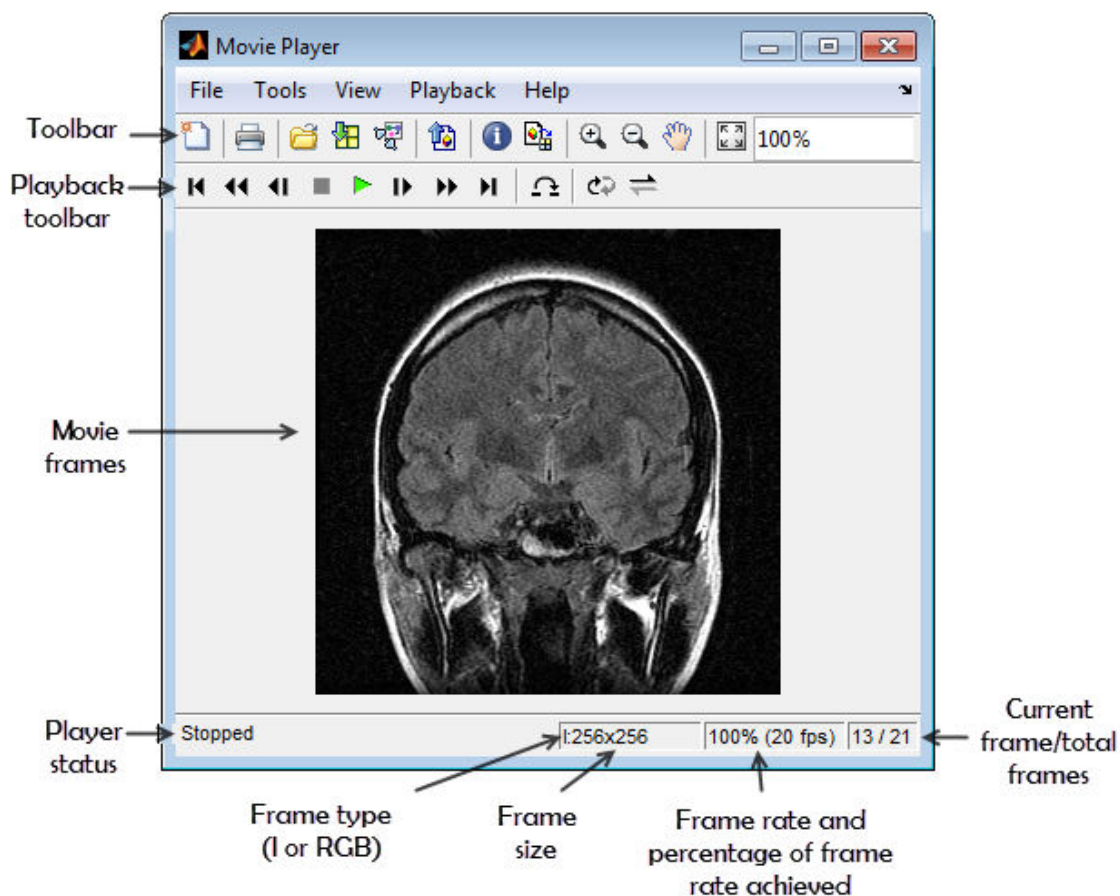 Movie Player
File Tools View Playback Help
Toolbar
100%
Playback
toolbar
Movie
frames
Player
status
Stopped
I:256x256
100% (20 fps)
13 / 21
Current
frame/total
frames
Frame type
(I or RGB)
Frame
size
Frame rate and
percentage of frame
rate achieved